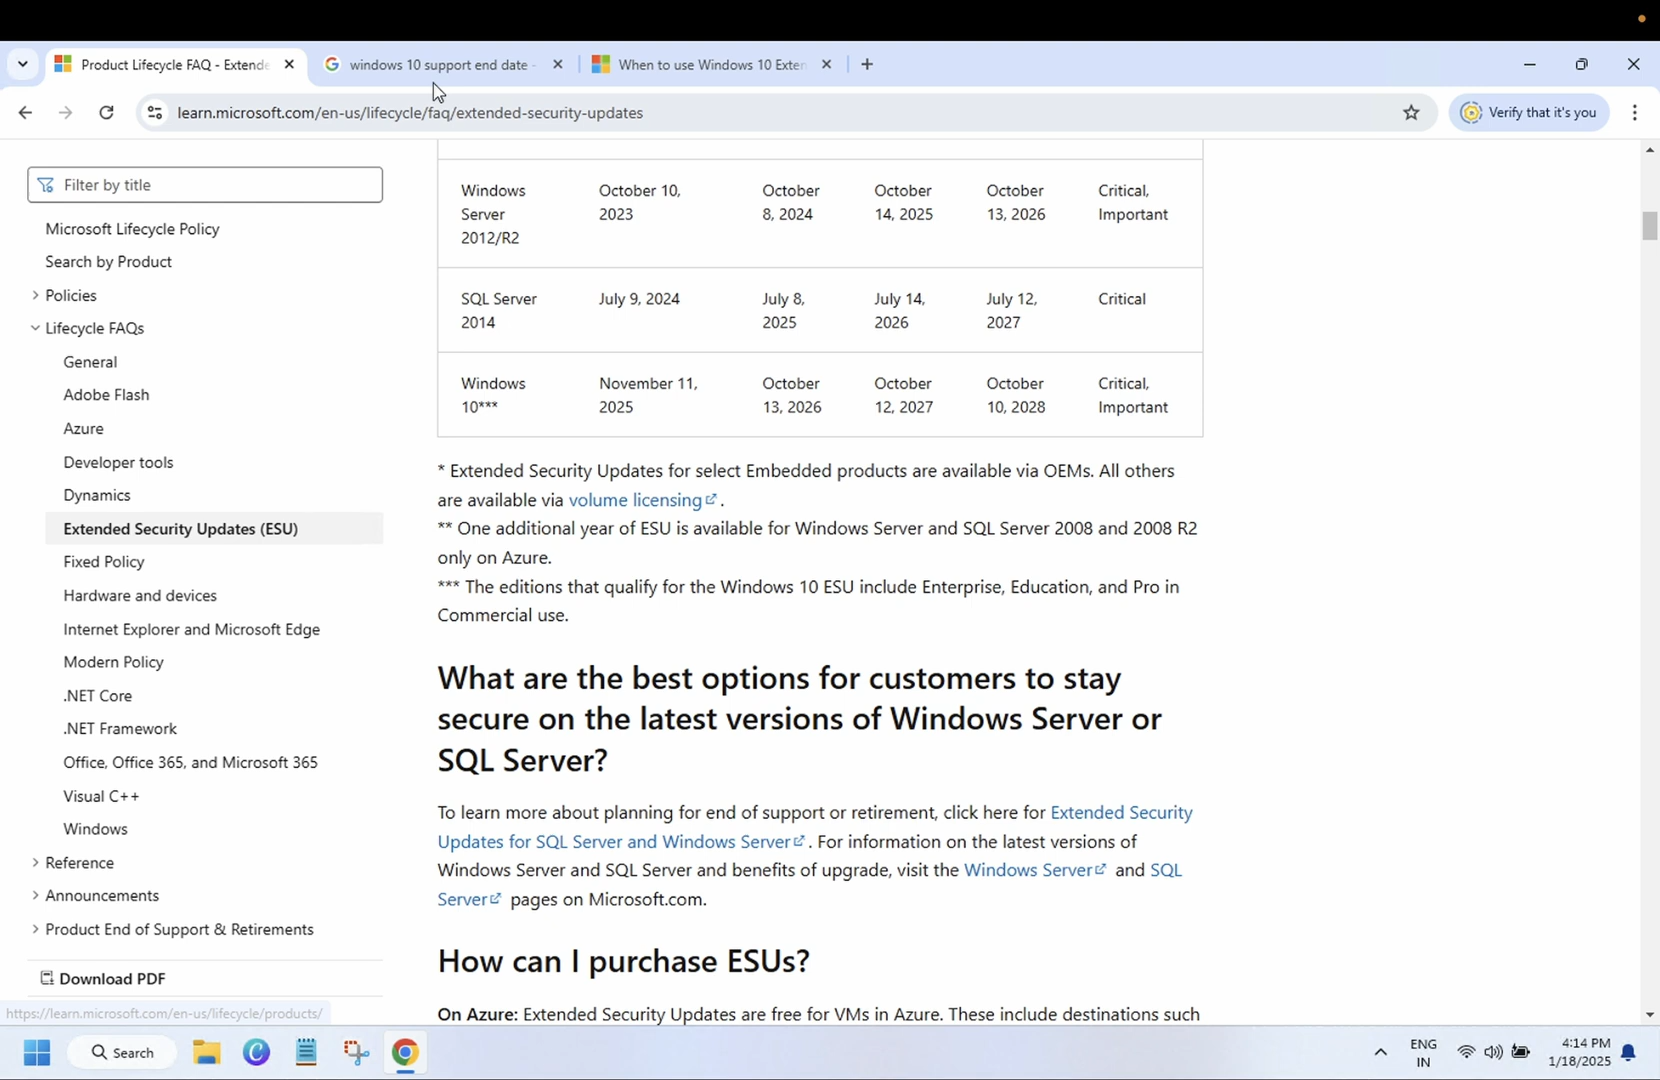 Product Lifecycle FAQ - Extende
windows 10 support end date -
When to use Windows 10 Exten
learn.microsoft.com/en-us/lifecycle/faq/extended-security-updates
Verify that it's you
Filter by title
Microsoft Lifecycle Policy
Search by Product
Policies
Lifecycle FAQs
General
Adobe Flash
Azure
Developer tools
Dynamics
Extended Security Updates (ESU)
Fixed Policy
Hardware and devices
Internet Explorer and Microsoft Edge
Modern Policy
.NET Core
.NET Framework
Office, Office 365, and Microsoft 365
Visual C++
Windows
Reference
Announcements
Product End of Support & Retirements
Download PDF
https://learn.microsoft.com/en-us/lifecycle/products/
Windows October 10, October October October Critical,
Server 2023 8, 2024 14, 2025 13, 2026 Important
2012/R2
SQL Server July 9, 2024 July 8, July 14, July 12, Critical
2014 2025 2026 2027
Windows November 11, October October October Critical,
10*** 2025 13, 2026 12, 2027 10, 2028 Important
* Extended Security Updates for select Embedded products are available via OEMs. All others
are available via volume licensing .
** One additional year of ESU is available for Windows Server and SQL Server 2008 and 2008 R2
only on Azure.
*** The editions that qualify for the Windows 10 ESU include Enterprise, Education, and Pro in
Commercial use.
What are the best options for customers to stay
secure on the latest versions of Windows Server or
SQL Server?
To learn more about planning for end of support or retirement, click here for Extended Security
Updates for SQL Server and Windows Server . For information on the latest versions of
Windows Server and SQL Server and benefits of upgrade, visit the Windows Server and SQL
Server pages on Microsoft.com.
How can I purchase ESUs?
On Azure: Extended Security Updates are free for VMs in Azure. These include destinations such
Search
ENG
IN
4:14 PM
1/18/2025